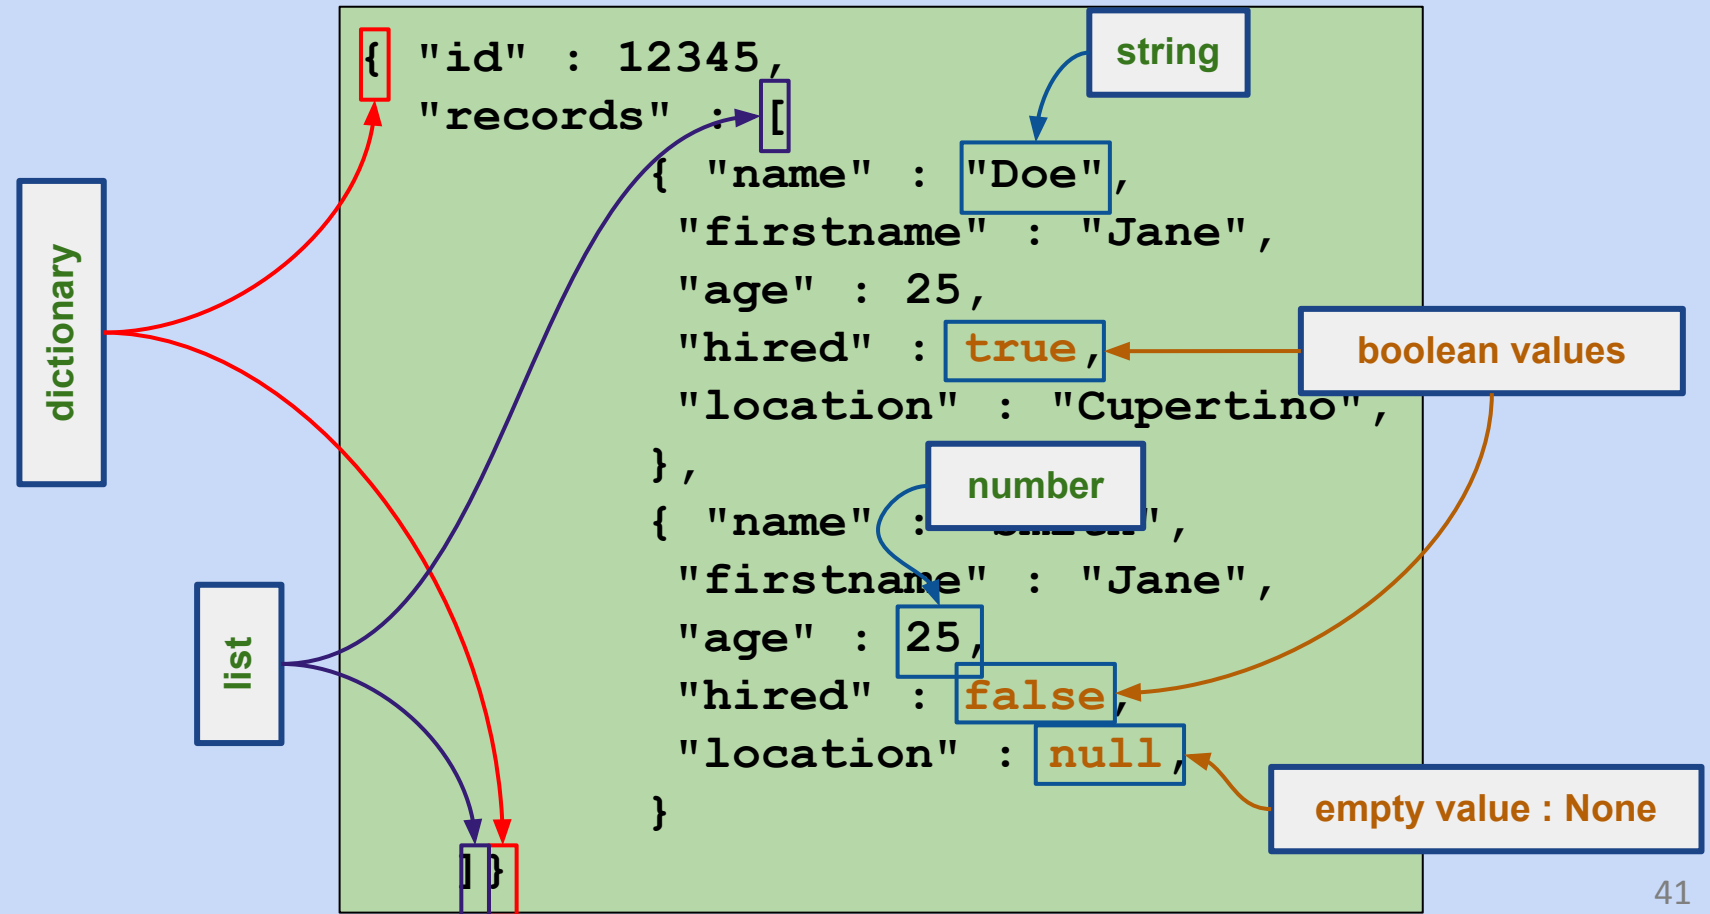 { "id" : 12345,
string
"records" : [
{ "name" : "Doe",
"firstname" : "Jane",
"age" : 25,
"hired" : true,
boolean values
"location" : "Cupertino",
},
number
{ "name" : ",
"firstname" : "Jane",
"age" : 25,
"hired" : false,
"location" : null,
empty value : None
}
]}
dictionary
list
41